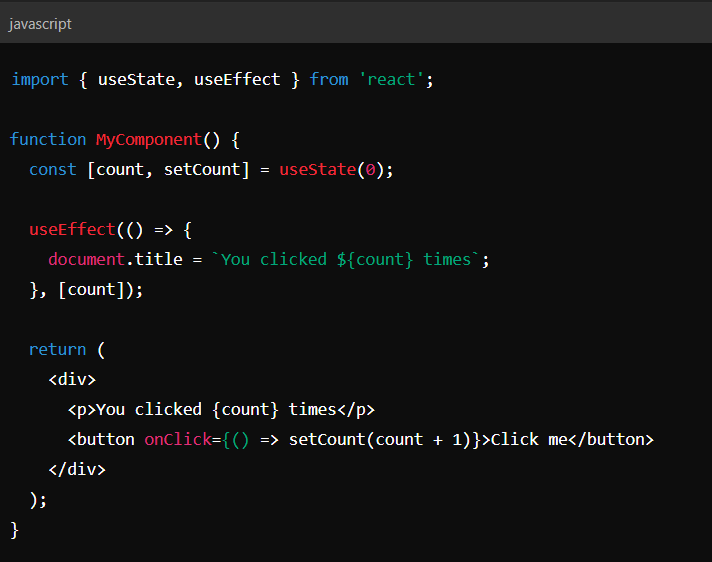 javascript
import { useState, useEffect } from 'react';
function MyComponent() {
  const [count, setCount] = useState(0);
  useEffect(() => {
    document.title = `You clicked ${count} times`;
  }, [count]);
  return (
    <div>
      <p>You clicked {count} times</p>
      <button onClick={() => setCount(count + 1)}>Click me</button>
    </div>
  );
}